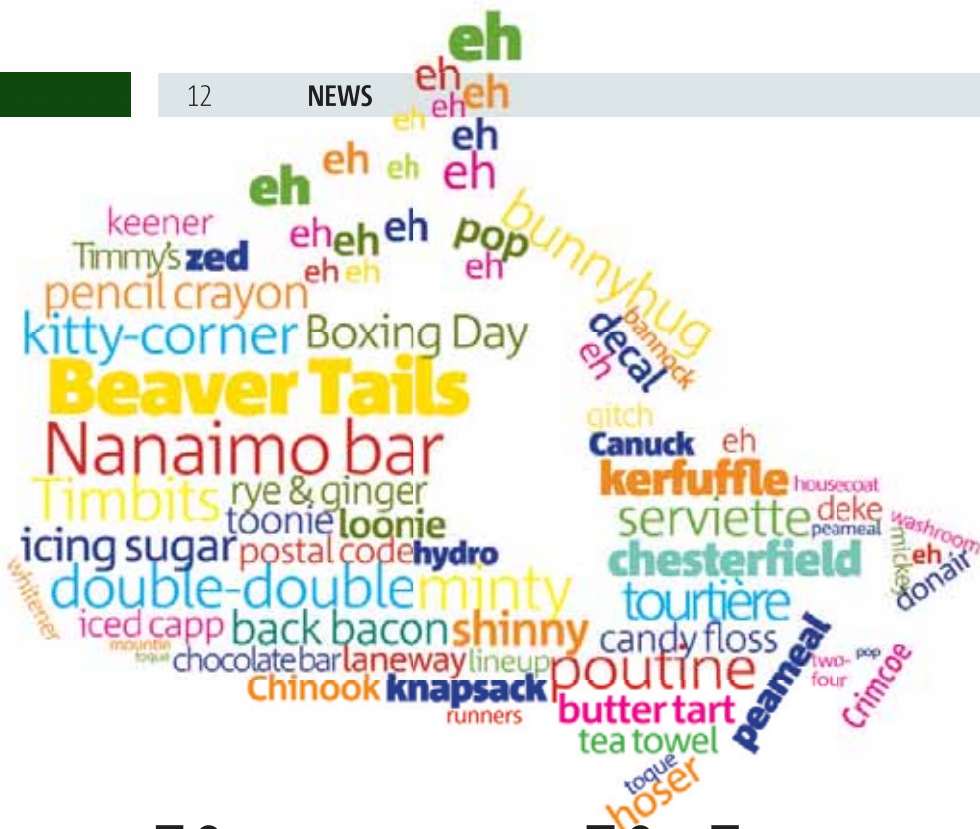 eh
eh eh
12 NEWS eh
eh eh
eh eh eh
eh
keener eh eh eh pop bunnyhug
Timmy's zed eh eh eh
pencil crayon
kitty-corner Boxing Day decal bannock
eh
Beaver Tails
gitch
Canuck eh
Nanaimo bar
kerfuffle housecoat
Timbits rye & ginger
serviette deke
toonie loonie peameal washroom
icing sugar postal code hydro
chesterfield mickey eh
donair
whitener double-double minty
tourtière
iced capp back bacon shinny
candy floss
mountie
toque chocolate bar laneway lineup
poutine peameal two-four pop Crimcoe
Chinook knapsack
runners butter tart
tea towel
toque
hoser